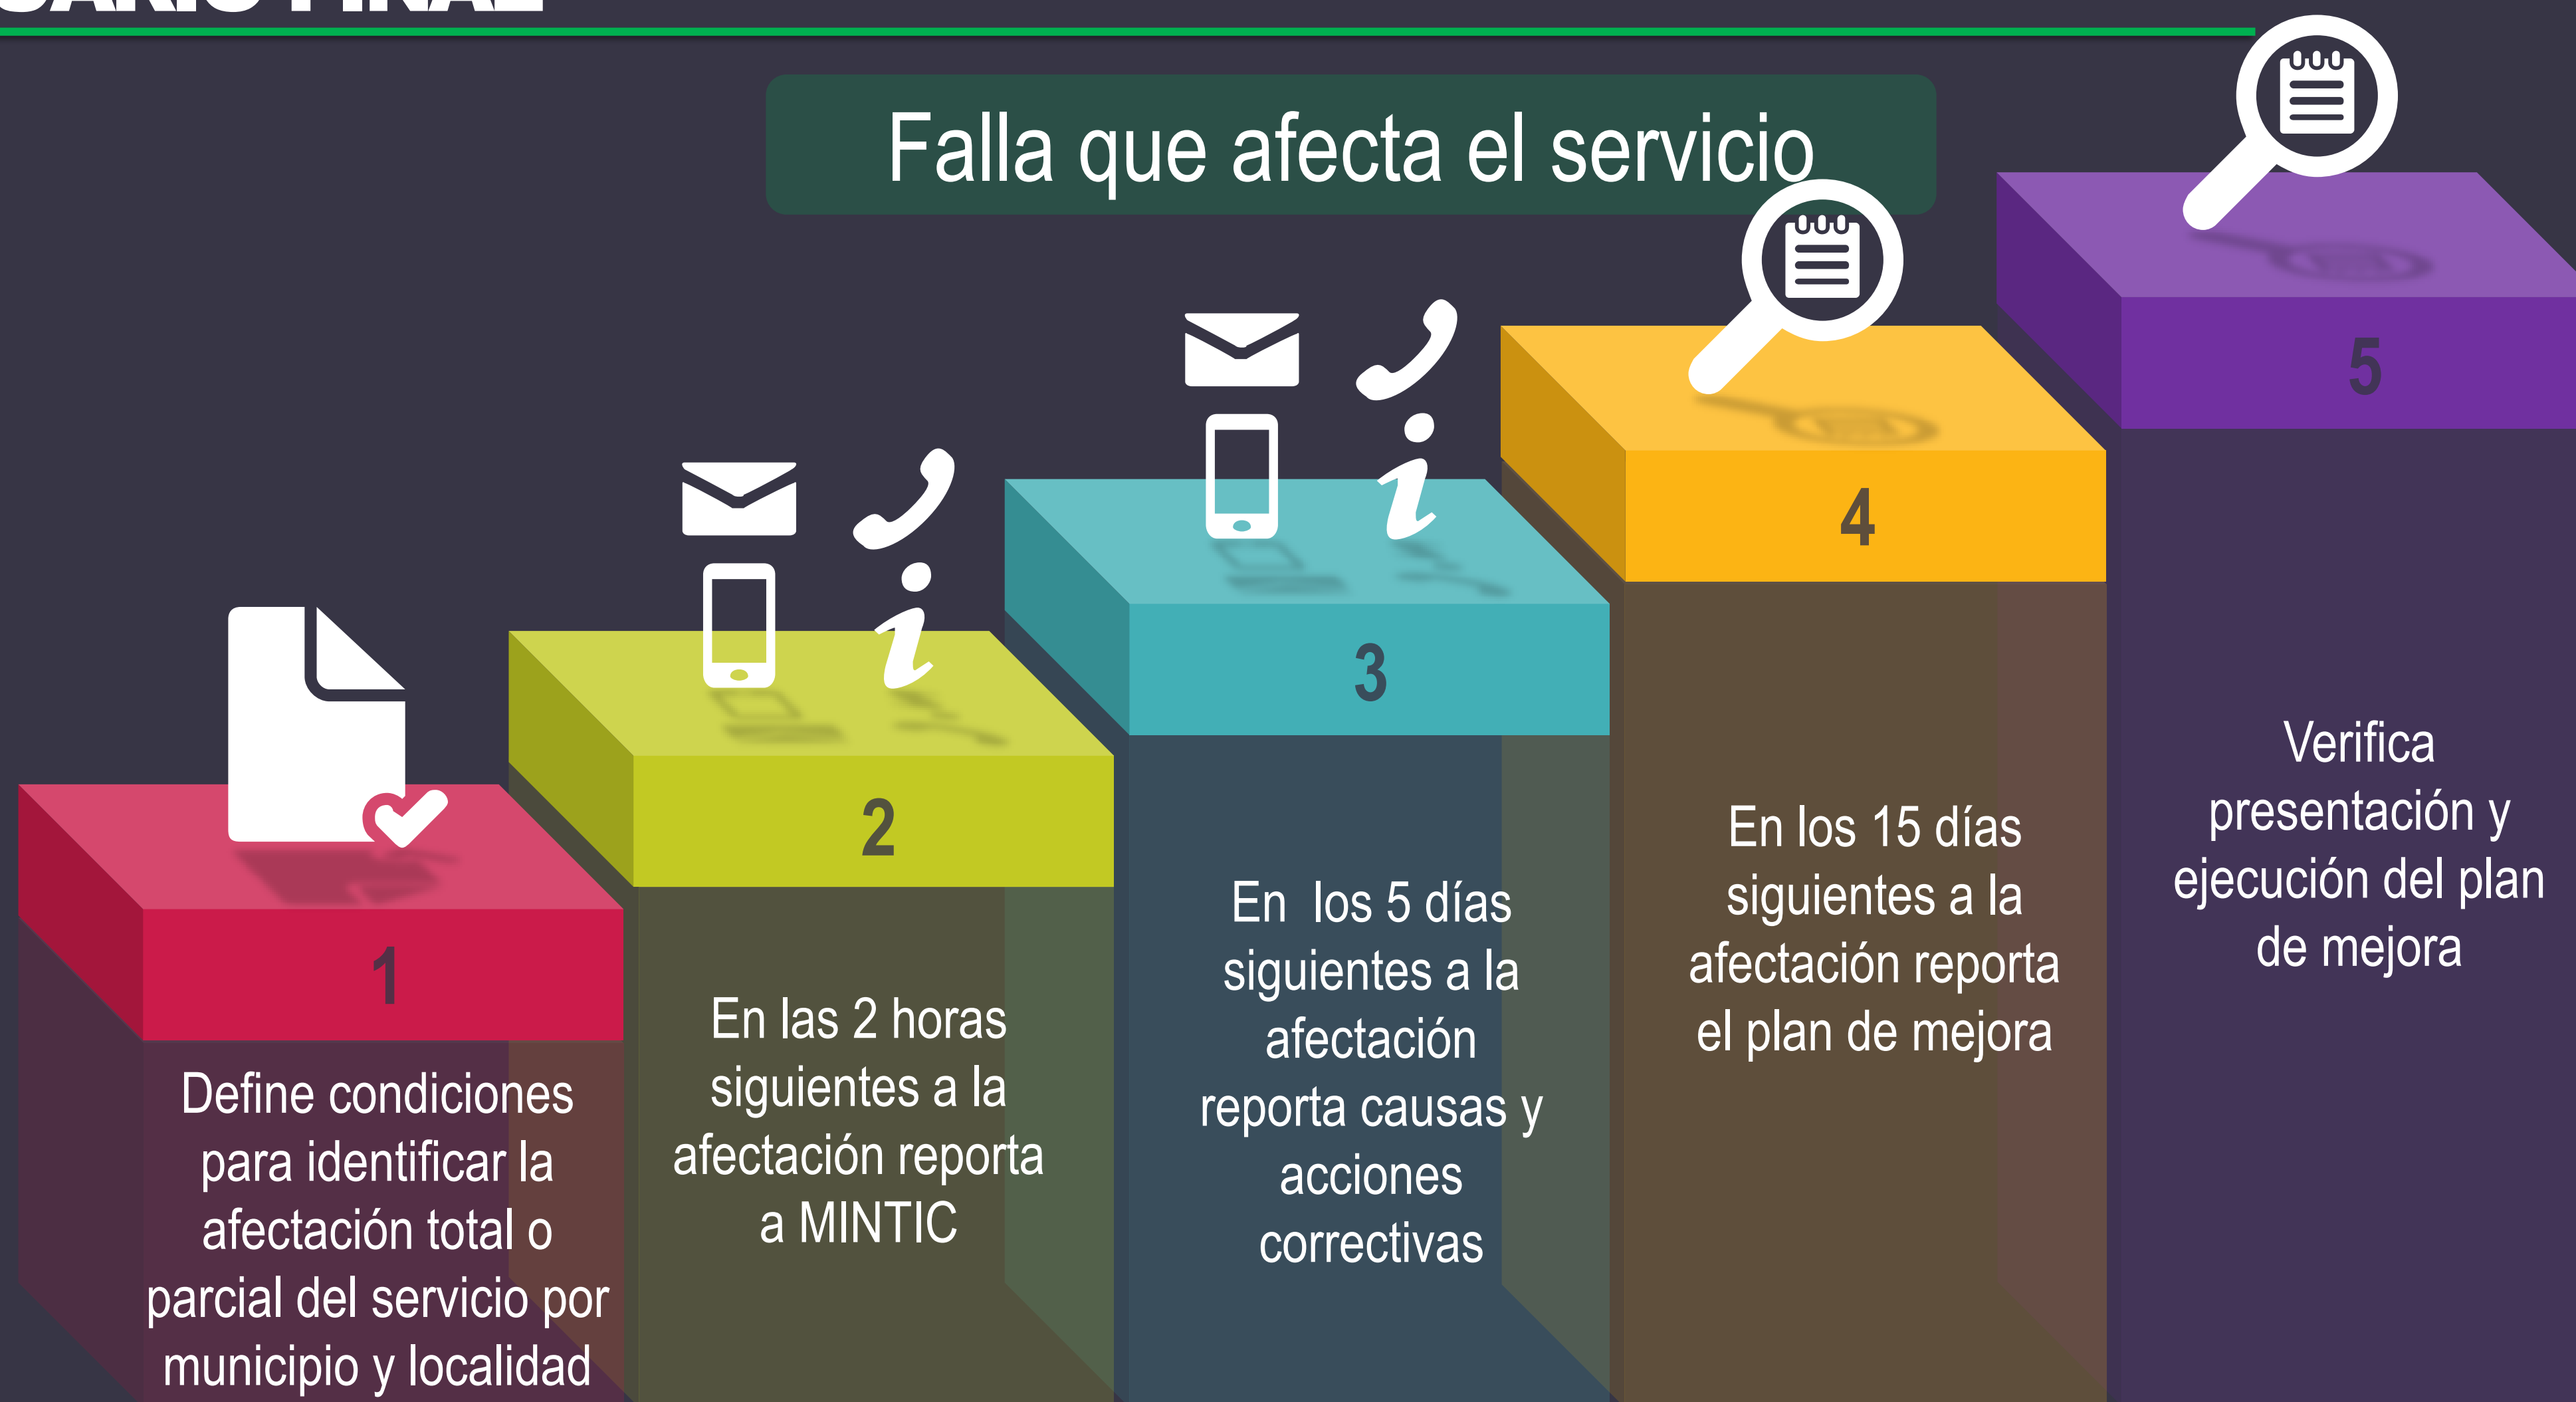 FINAL
Falla que afecta el servicio
1
Define condiciones
para identificar la
afectación total o
parcial del servicio por
municipio y localidad
2
En las 2 horas
siguientes a la
afectación reporta
a MINTIC
3
En los 5 días
siguientes a la
afectación
reporta causas y
acciones
correctivas
4
En los 15 días
siguientes a la
afectación reporta
el plan de mejora
5
Verifica
presentación y
ejecución del plan
de mejora